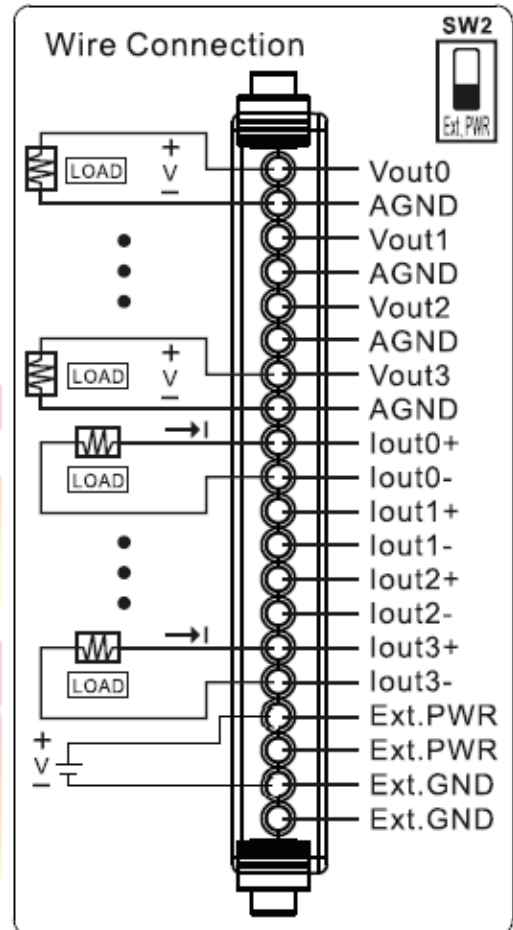 SW2
Wire Connection
Ext. PWR
+
LOAD V Vout0
−
AGND
Vout1
AGND
Vout2
AGND
+
LOAD V Vout3
−
AGND
I Iout0+
LOAD Iout0-
Iout1+
Iout1-
Iout2+
Iout2-
I Iout3+
LOAD Iout3-
Ext.PWR
+
V Ext.PWR
−
Ext.GND
Ext.GND